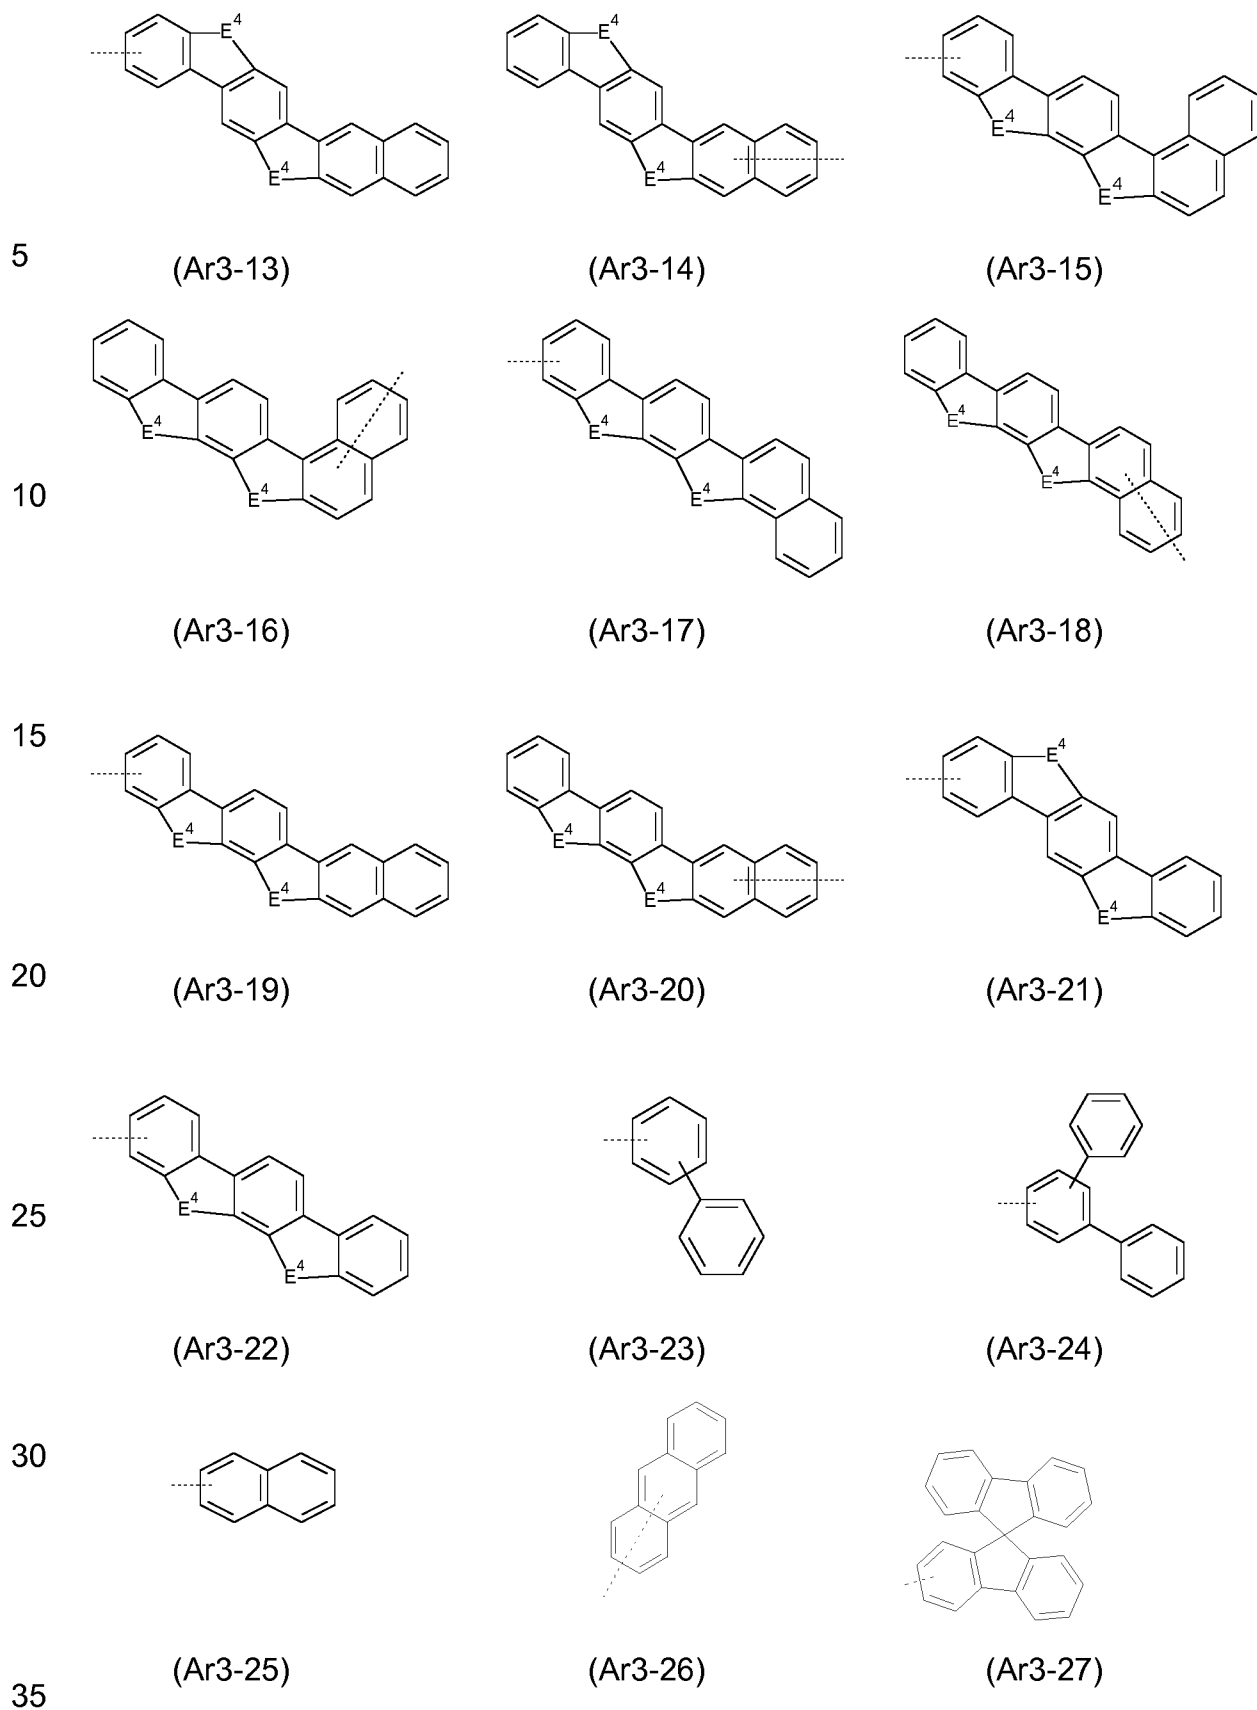 E4 E4 E4
E4 E4 E4
5 (Ar3-13) (Ar3-14) (Ar3-15)
E4 E4 E4
10 E4 E4 E4
(Ar3-16) (Ar3-17) (Ar3-18)
15 E4
E4 E4
E4 E4 E4
20 (Ar3-19) (Ar3-20) (Ar3-21)
25 E4
E4
(Ar3-22) (Ar3-23) (Ar3-24)
30
(Ar3-25) (Ar3-26) (Ar3-27)
35